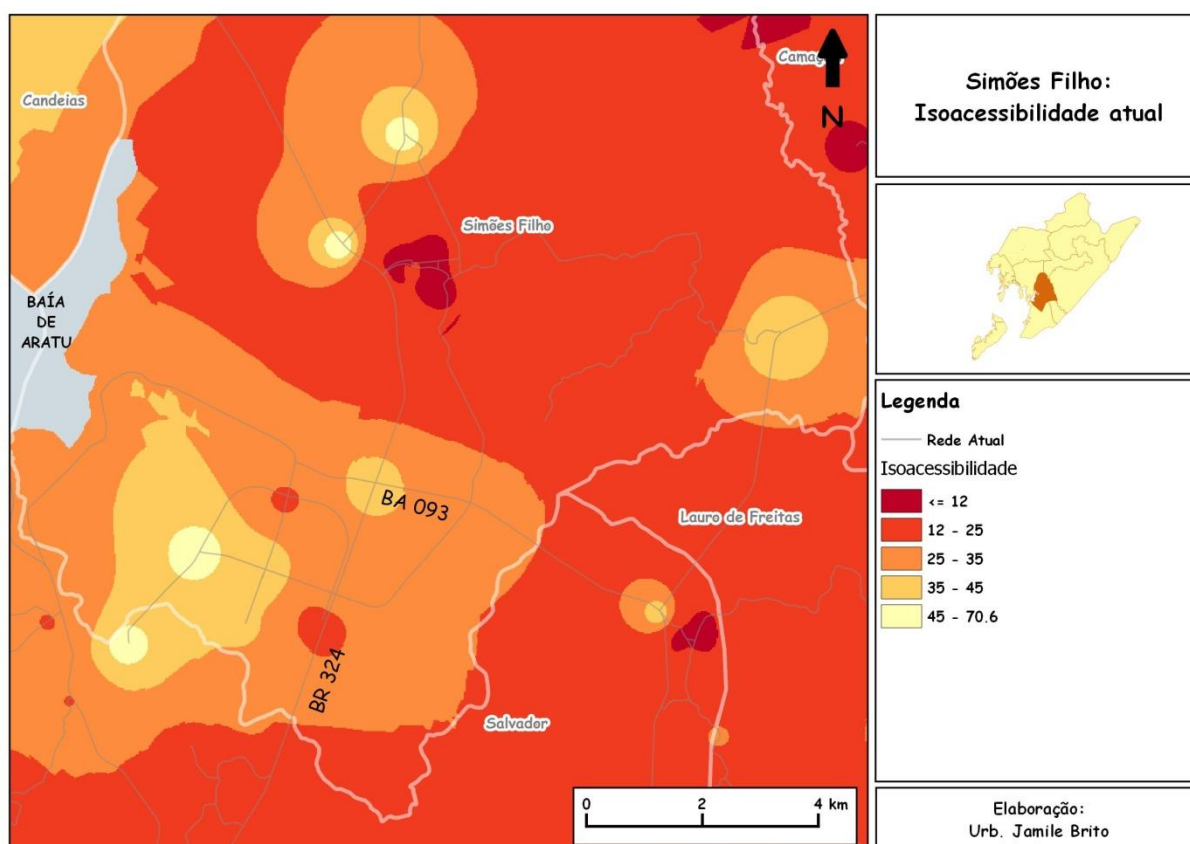 Simões Filho:
Isoacessibilidade atual
Candeias
Simões Filho
BAÍA
DE
ARATU
N
BA 093
Lauro de Freitas
BR 324
Salvador
0 2 4 km
Legenda
Rede Atual
Isoacessibilidade
<= 12
12 - 25
25 - 35
35 - 45
45 - 70.6
Elaboração:
Urb. Jamile Brito